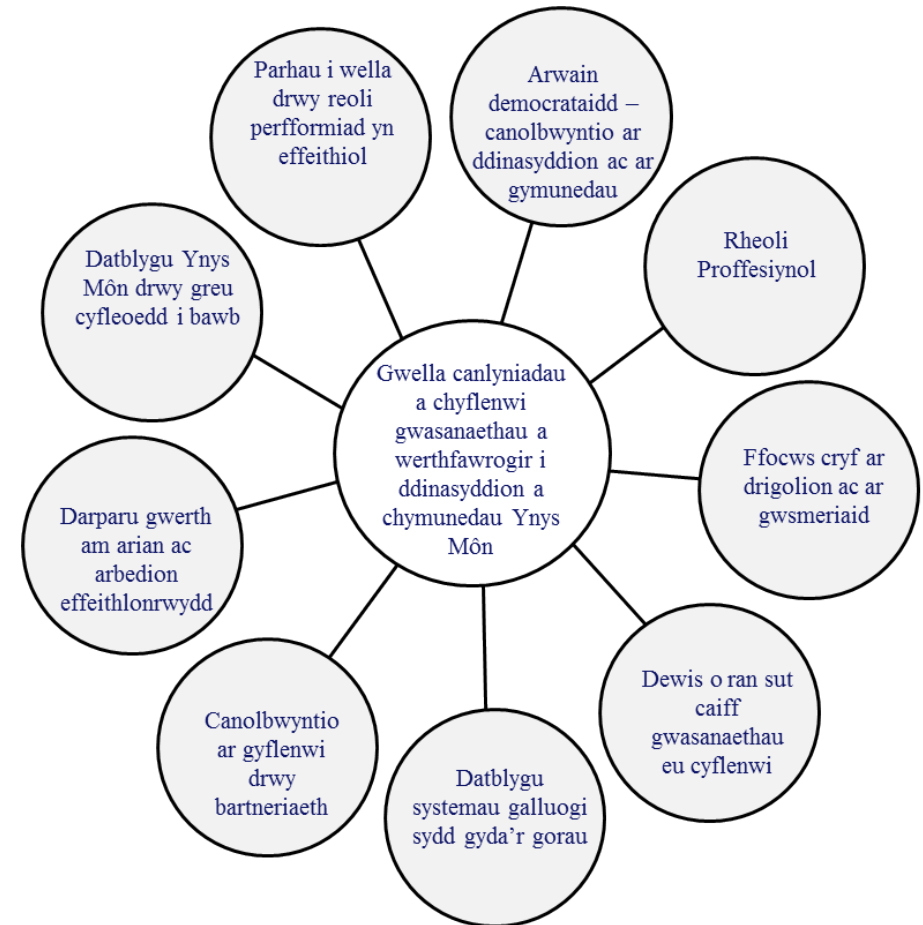 Parhau i wella
drwy reoli
perfformiad yn
effeithiol
Arwain
democrataidd –
canolbwyntio ar
ddinasyddion ac ar
gymunedau
Rheoli
Proffesiynol
Ffocws cryf ar
drigolion ac ar
gwsmeriaid
Dewis o ran sut
caiff
gwasanaethau
eu cyflenwi
Datblygu
systemau galluogi
sydd gyda’r gorau
Canolbwyntio
ar gyflenwi
drwy
bartneriaeth
Darparu gwerth
am arian ac
arbedion
effeithlonrwydd
Datblygu Ynys
Môn drwy greu
cyfleoedd i bawb
Gwella canlyniadau
a chyflenwi
gwasanaethau a
werthfawrogir i
ddinasyddion a
chymunedau Ynys
Môn